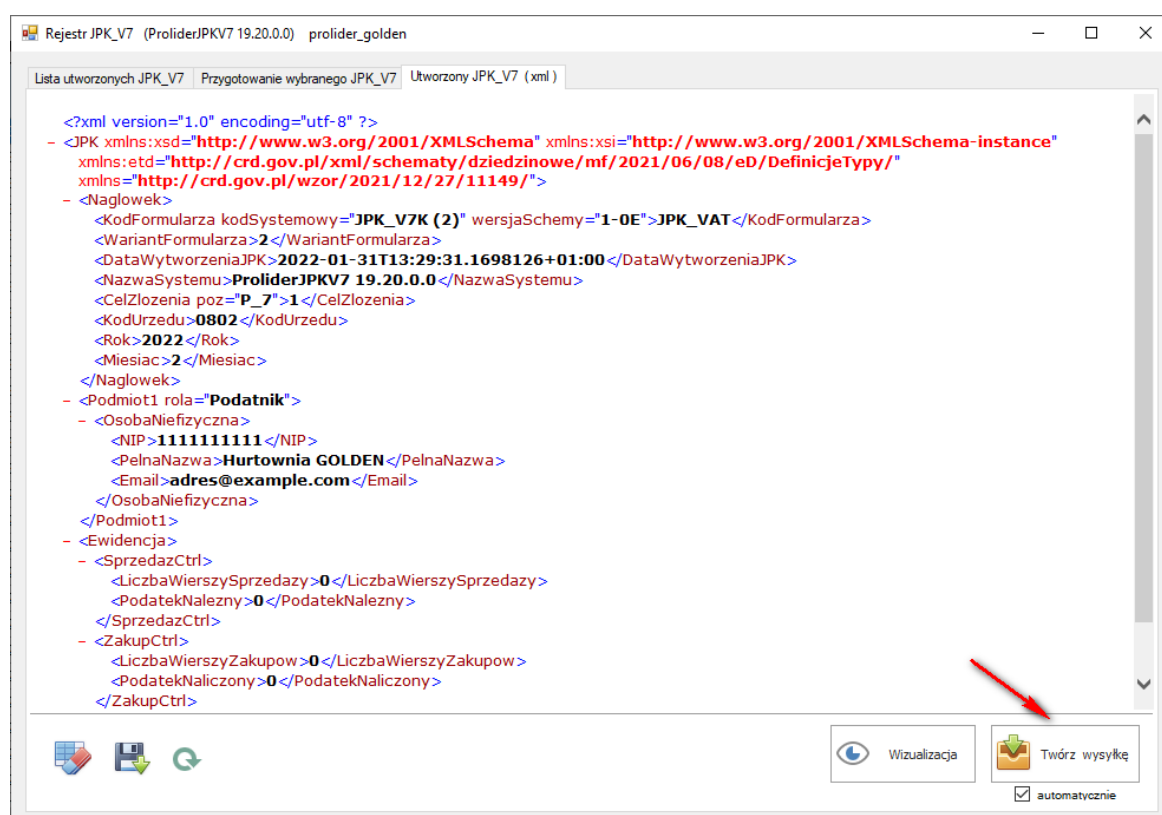 Rejestr JPK_V7 (ProliderJPKV7 19.20.0.0) prolider_golden
Lista utworzonych JPK_V7 Przygotowanie wybranego JPK_V7 Utworzony JPK_V7 (xml)
<?xml version="1.0" encoding="utf-8" ?>
- <JPK xmlns:xsd="http://www.w3.org/2001/XMLSchema" xmlns:xsi="http://www.w3.org/2001/XMLSchema-instance"
xmlns:etd="http://crd.gov.pl/xml/schematy/dziedzinowe/mf/2021/06/08/eD/DefinicjeTypy/"
xmlns="http://crd.gov.pl/wzor/2021/12/27/11149/">
- <Naglowek>
<KodFormularza kodSystemowy="JPK_V7K (2)" wersjaSchemy="1-0E">JPK_VAT</KodFormularza>
<WariantFormularza>2</WariantFormularza>
<DataWytworzeniaJPK>2022-01-31T13:29:31.1698126+01:00</DataWytworzeniaJPK>
<NazwaSystemu>ProliderJPKV7 19.20.0.0</NazwaSystemu>
<CelZlozenia poz="P_7">1</CelZlozenia>
<KodUrzedu>0802</KodUrzedu>
<Rok>2022</Rok>
<Miesiac>2</Miesiac>
</Naglowek>
- <Podmiot1 rola="Podatnik">
- <OsobaNiefizyczna>
<NIP>1111111111</NIP>
<PelnaNazwa>Hurtownia GOLDEN</PelnaNazwa>
<Email>adres@example.com</Email>
</OsobaNiefizyczna>
</Podmiot1>
- <Ewidencja>
- <SprzedazCtrl>
<LiczbaWierszySprzedazy>0</LiczbaWierszySprzedazy>
<PodatekNalezny>0</PodatekNalezny>
</SprzedazCtrl>
- <ZakupCtrl>
<LiczbaWierszyZakupow>0</LiczbaWierszyZakupow>
<PodatekNaliczony>0</PodatekNaliczony>
</ZakupCtrl>
Wizualizacja
Twórz wysyłkę
automatycznie